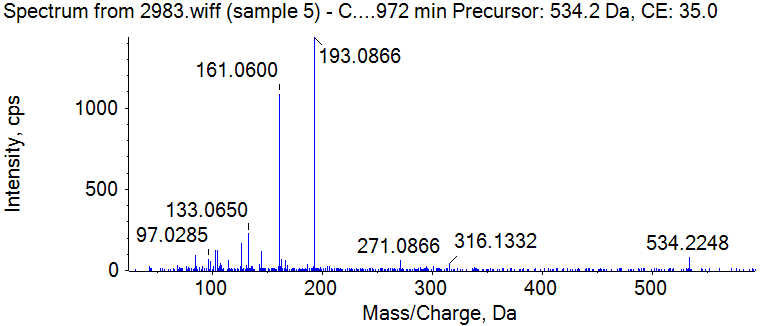 Spectrum from 2983.wiff (sample 5) - C....972 min Precursor: 534.2 Da, CE: 35.0
193.0866
161.0600
1000
Intensity, cps
500
133.0650
97.0285
271.0866
316.1332
534.2248
0
100 200 300 400 500
Mass/Charge, Da